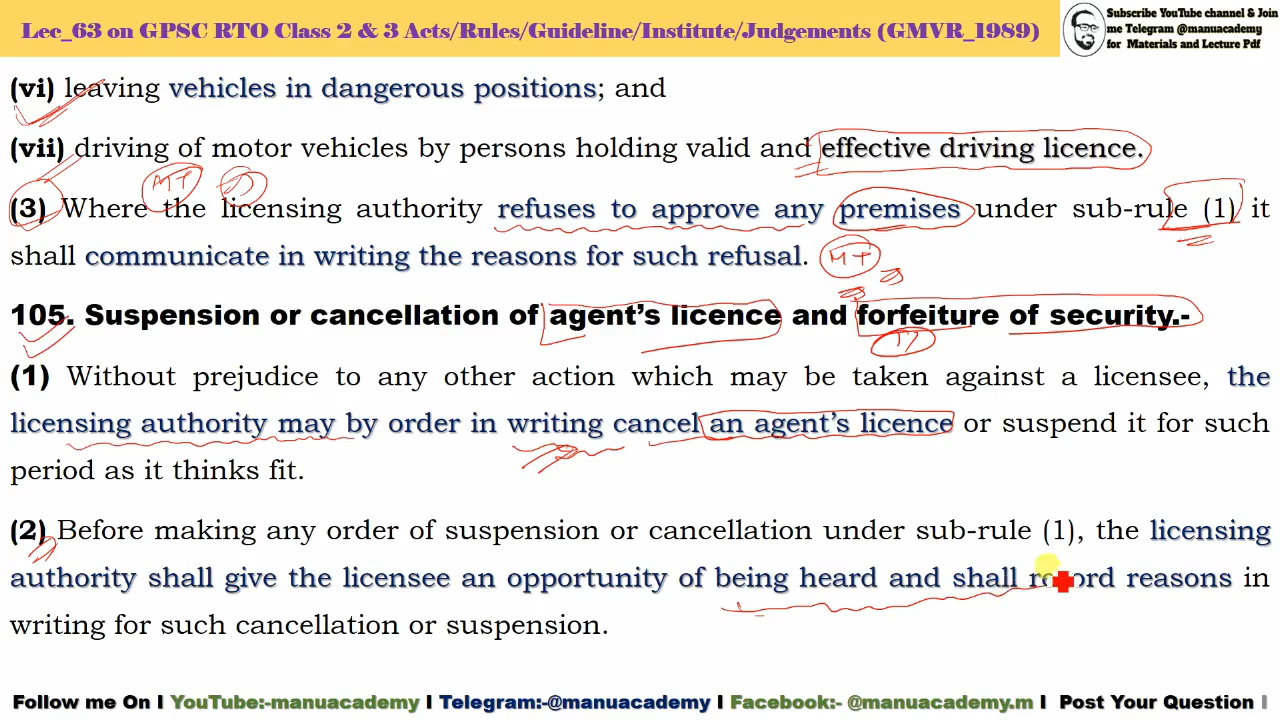 Lec_63 on GPSC RTO Class 2 & 3 Acts/Rules/Guideline/Institute/Judgements (GMVR_1989)
Subscribe YouTube channel & Join
me Telegram @manuacademy
for Materials and Lecture Pdf
(vi) leaving vehicles in dangerous positions; and
(vii) driving of motor vehicles by persons holding valid and effective driving licence.
MT
(3) Where the licensing authority refuses to approve any premises under sub-rule (1) it
shall communicate in writing the reasons for such refusal. MT
105. Suspension or cancellation of agent’s licence and forfeiture of security.-
(1) Without prejudice to any other action which may be taken against a licensee, the
licensing authority may by order in writing cancel an agent’s licence or suspend it for such
period as it thinks fit.
(2) Before making any order of suspension or cancellation under sub-rule (1), the licensing
authority shall give the licensee an opportunity of being heard and shall record reasons in
writing for such cancellation or suspension.
Follow me On I YouTube:-manuacademy I Telegram:-@manuacademy I Facebook:- @manuacademy.m I Post Your Question I